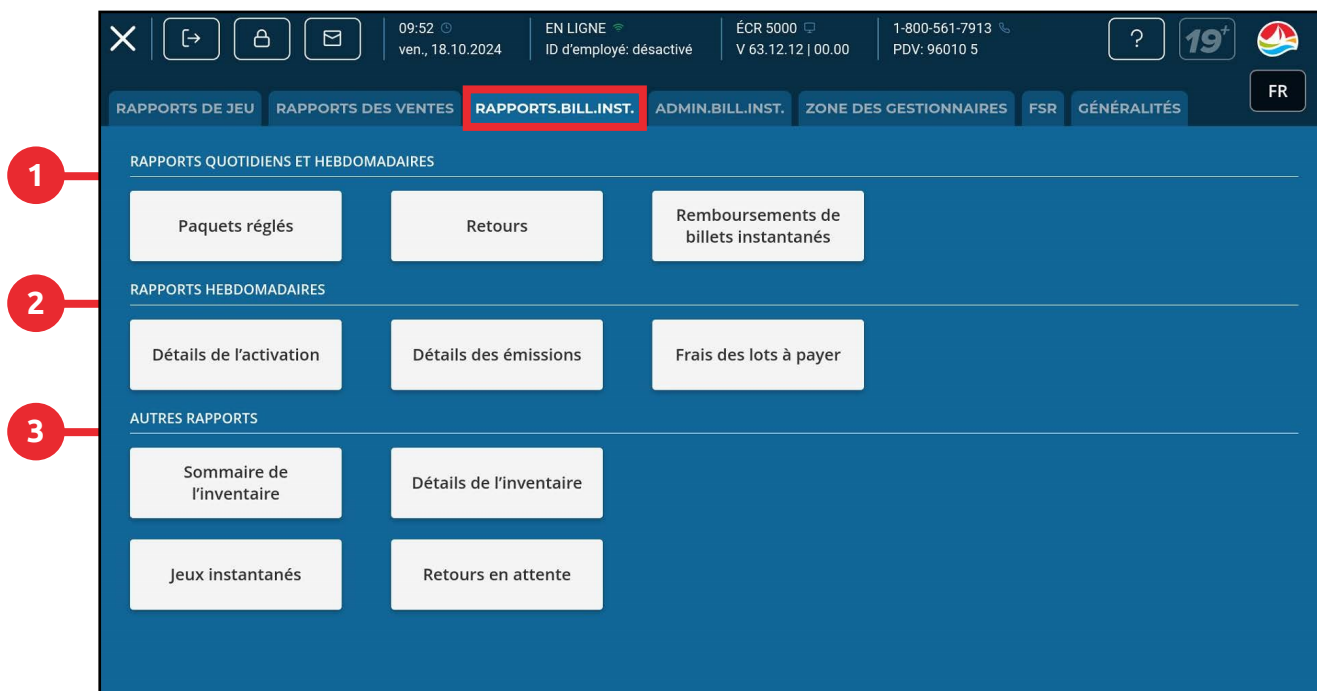 09:52
ven., 18.10.2024
EN LIGNE
ID d'employé: désactivé
ÉCR 5000
V 63.12.12 | 00.00
1-800-561-7913
PDV: 96010 5
?
19+
FR
RAPPORTS DE JEU
RAPPORTS DES VENTES
RAPPORTS.BILL.INST.
ADMIN.BILL.INST.
ZONE DES GESTIONNAIRES
FSR
GÉNÉRALITÉS
1
RAPPORTS QUOTIDIENS ET HEBDOMADAIRES
Paquets réglés
Retours
Remboursements de
billets instantanés
2
RAPPORTS HEBDOMADAIRES
Détails de l'activation
Détails des émissions
Frais des lots à payer
3
AUTRES RAPPORTS
Sommaire de
l'inventaire
Détails de l'inventaire
Jeux instantanés
Retours en attente